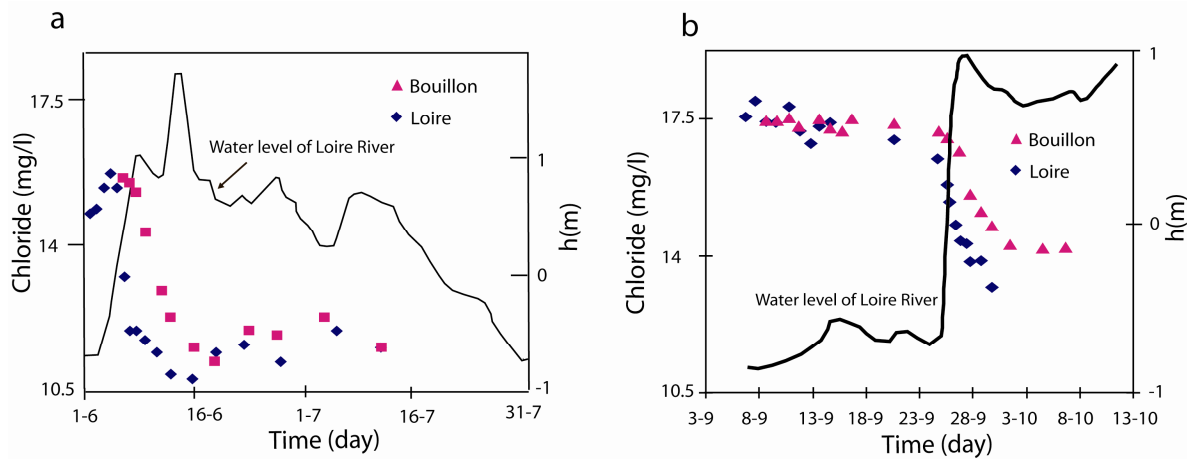 a
Chloride (mg/l)
17.5
14
10.5
Bouillon
Loire
Water level of Loire River
1
0
-1
h(m)
1-6
16-6
1-7
16-7
31-7
Time (day)
b
Chloride (mg/l)
17.5
14
10.5
Bouillon
Loire
Water level of Loire River
1
0
-1
h(m)
3-9
8-9
13-9
18-9
23-9
28-9
3-10
8-10
13-10
Time (day)